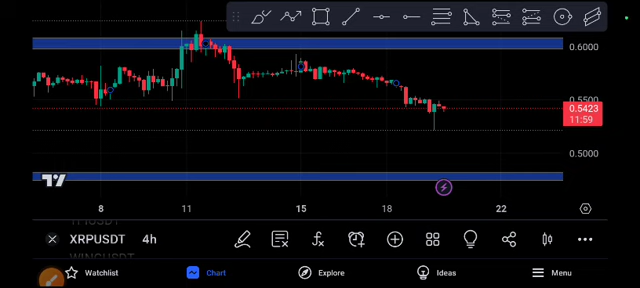 0.6000
0.5500
0.5423
11:59
0.5000
8 11 15 18 22
XRPUSDT 4h
Watchlist Chart Explore Ideas Menu